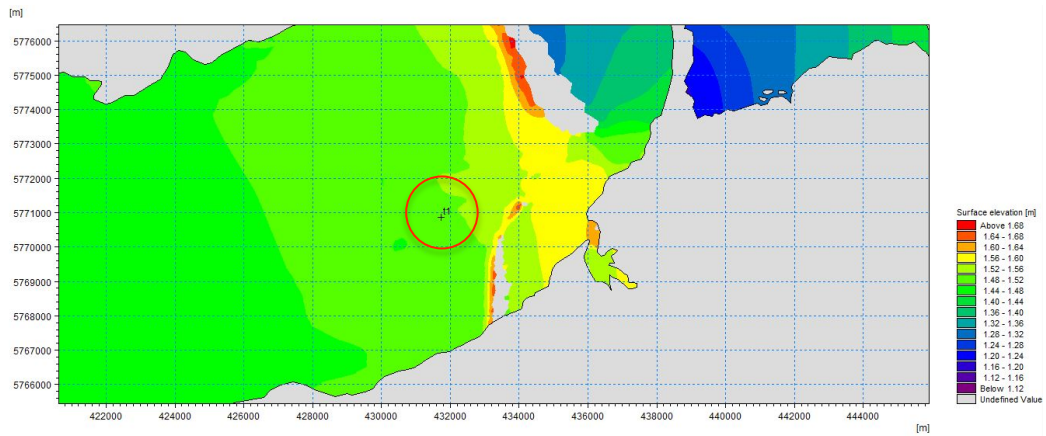 [m]
5776000
5775000
5774000
5773000
5772000
5771000
5770000
5769000
5768000
5767000
5766000
t1
422000 424000 426000 428000 430000 432000 434000 436000 438000 440000 442000 444000
[m]
Surface elevation [m]
Above 1.68
1.64 - 1.68
1.60 - 1.64
1.56 - 1.60
1.52 - 1.56
1.48 - 1.52
1.44 - 1.48
1.40 - 1.44
1.36 - 1.40
1.32 - 1.36
1.28 - 1.32
1.24 - 1.28
1.20 - 1.24
1.16 - 1.20
1.12 - 1.16
Below 1.12
Undefined Value